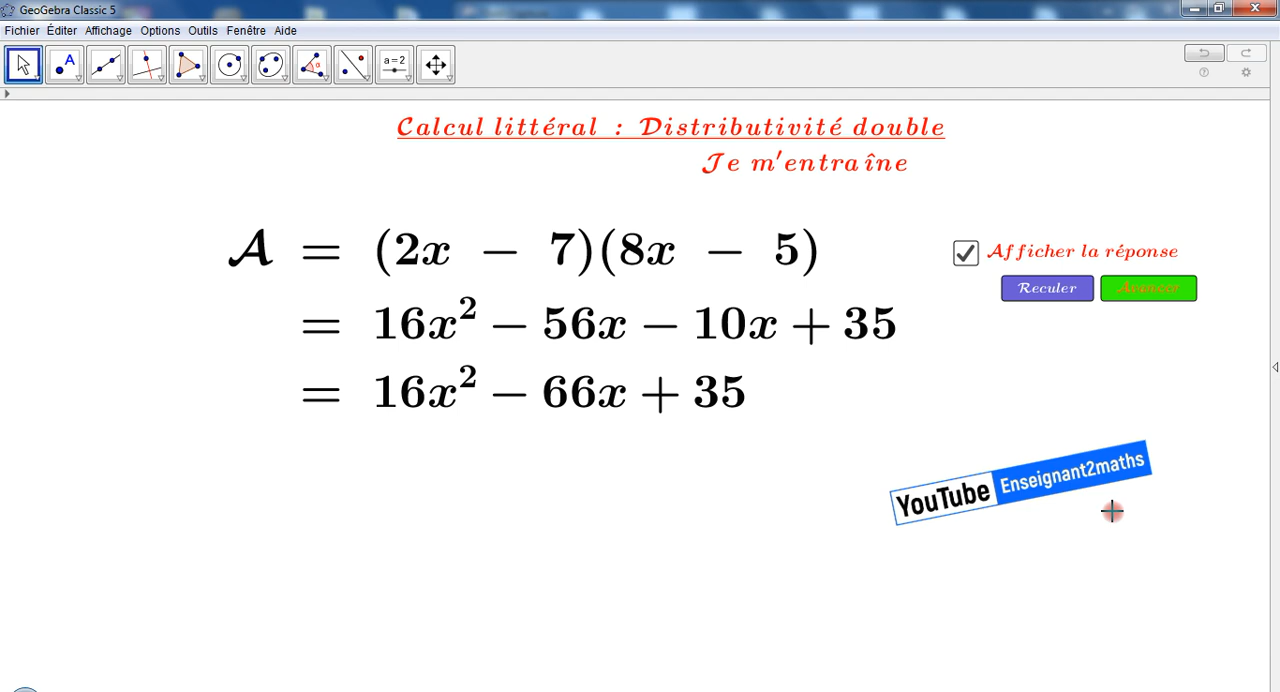 GeoGebra Classic 5
Fichier Éditer Affichage Options Outils Fenêtre Aide
A
a=2
Calcul littéral : Distributivité double
Je m'entraîne
A = (2x - 7)(8x - 5)
Afficher la réponse
Reculer Avancer
= 16x² - 56x - 10x + 35
= 16x² - 66x + 35
YouTube Enseignant2maths